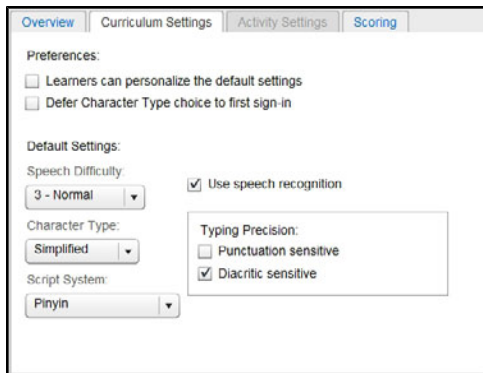 Overview Curriculum Settings Activity Settings Scoring
Preferences:
Learners can personalize the default settings
Defer Character Type choice to first sign-in
Default Settings:
Speech Difficulty:
3 - Normal
Use speech recognition
Character Type:
Simplified
Typing Precision:
Punctuation sensitive
Diacritic sensitive
Script System:
Pinyin